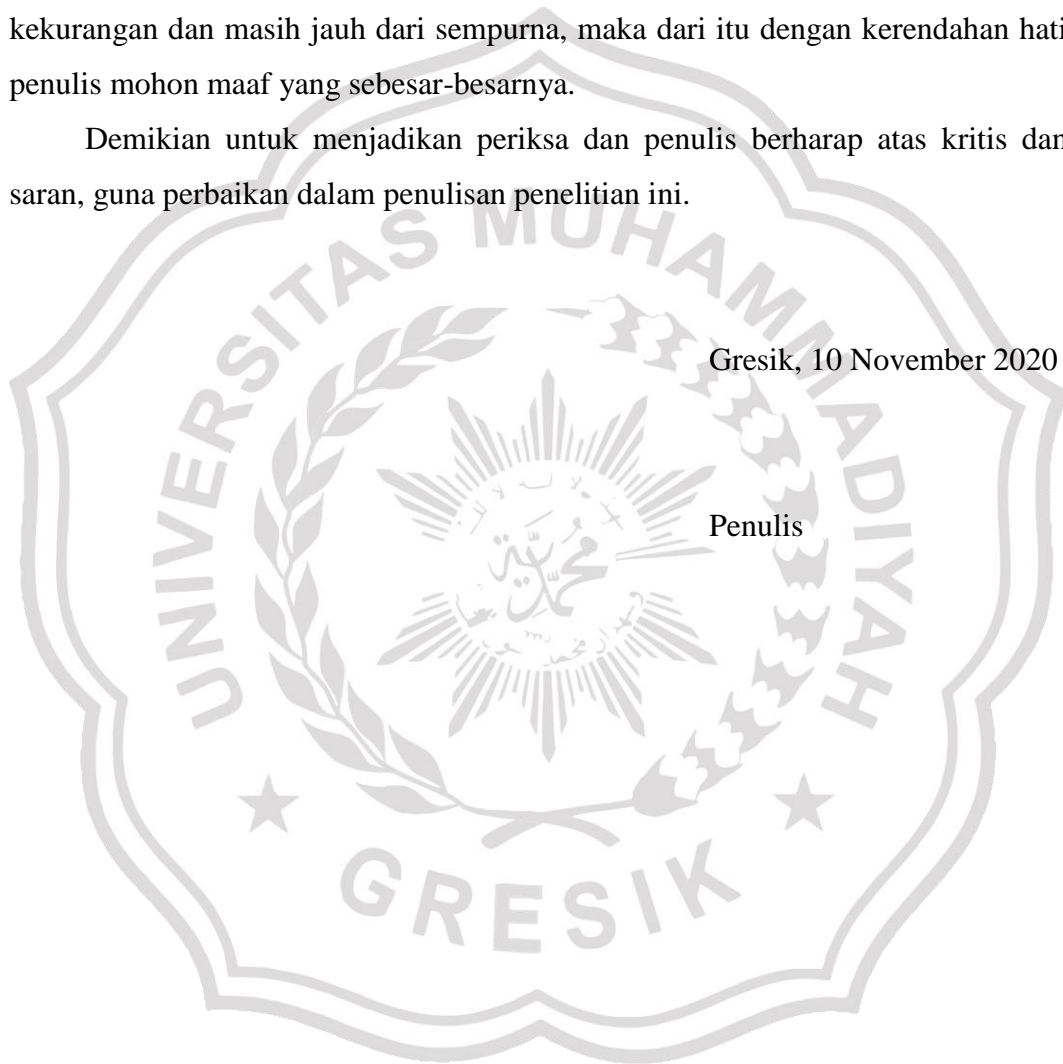 kekurangan dan masih jauh dari sempurna, maka dari itu dengan kerendahan hati
penulis mohon maaf yang sebesar-besarnya.
Demikian untuk menjadikan periksa dan penulis berharap atas kritis dan
saran, guna perbaikan dalam penulisan penelitian ini.
UNIVERSITAS MUHAMMADIYAH
Gresik, 10 November 2020
Penulis
محمدية
GRESIK